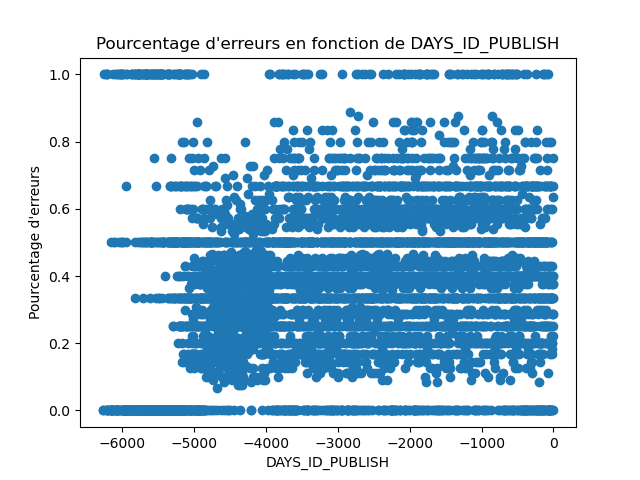 Pourcentage d'erreurs en fonction de DAYS_ID_PUBLISH
1.0
0.8
0.6
0.4
0.2
0.0
Pourcentage d'erreurs
−6000 −5000 −4000 −3000 −2000 −1000 0
DAYS_ID_PUBLISH